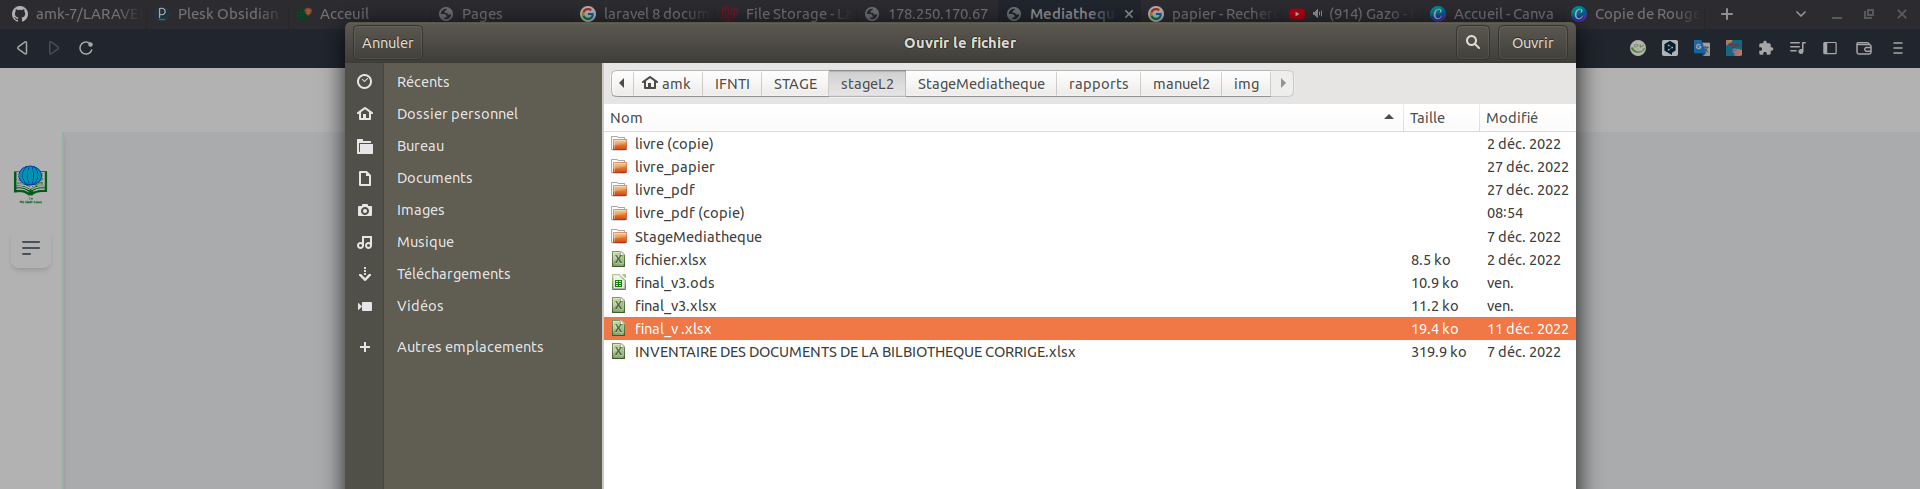 amk-7/LARAVE Plesk Obsidian Acceuil Pages laravel 8 docum File Storage - La 178.250.170.67 Mediathequ papier - Recher (914) Gazo - Accueil - Canva Copie de Rouge
Annuler Ouvrir le fichier Ouvrir
Récents
Dossier personnel
Bureau
Documents
Images
Musique
Téléchargements
Vidéos
Autres emplacements
amk IFNTI STAGE stageL2 StageMediatheque rapports manuel2 img
Nom Taille Modifié
livre (copie) 2 déc. 2022
livre_papier 27 déc. 2022
livre_pdf 27 déc. 2022
livre_pdf (copie) 08:54
StageMediatheque 7 déc. 2022
fichier.xlsx 8.5 ko 2 déc. 2022
final_v3.ods 10.9 ko ven.
final_v3.xlsx 11.2 ko ven.
final_v.xlsx 19.4 ko 11 déc. 2022
INVENTAIRE DES DOCUMENTS DE LA BILBIOTHEQUE CORRIGE.xlsx 319.9 ko 7 déc. 2022